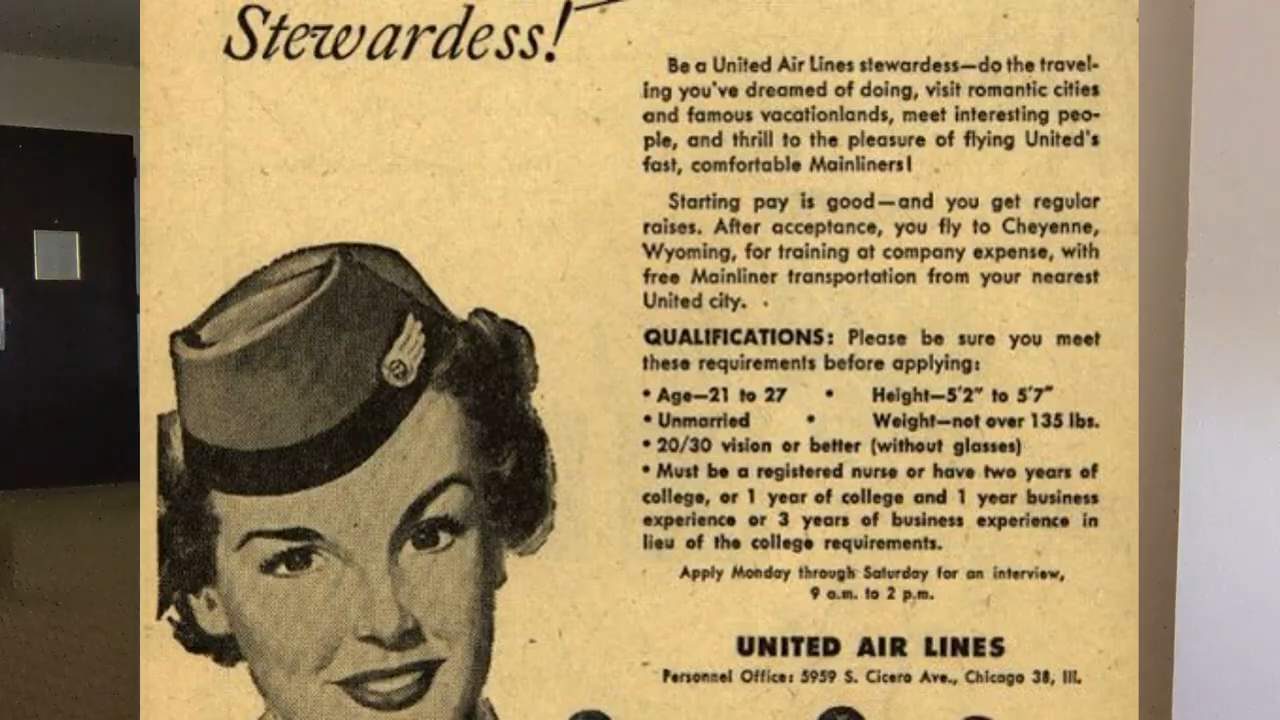 Stewardess!
Be a United Air Lines stewardess—do the travel-
ing you've dreamed of doing, visit romantic cities
and famous vacationlands, meet interesting peo-
ple, and thrill to the pleasure of flying United's
fast, comfortable Mainliners!
Starting pay is good—and you get regular
raises. After acceptance, you fly to Cheyenne,
Wyoming, for training at company expense, with
free Mainliner transportation from your nearest
United city.
QUALIFICATIONS: Please be sure you meet
these requirements before applying:
• Age—21 to 27 • Height—5'2" to 5'7"
• Unmarried • Weight—not over 135 lbs.
• 20/30 vision or better (without glasses)
• Must be a registered nurse or have two years of
college, or 1 year of college and 1 year business
experience or 3 years of business experience in
lieu of the college requirements.
Apply Monday through Saturday for an interview,
9 a.m. to 2 p.m.
UNITED AIR LINES
Personnel Office: 5959 S. Cicero Ave., Chicago 38, Ill.